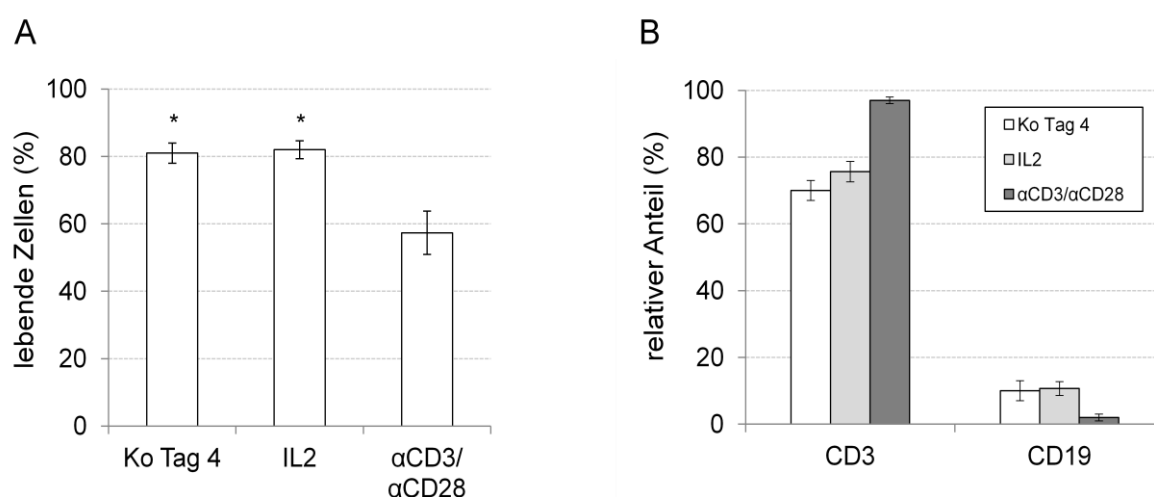 A
lebende Zellen (%)
100
80
60
40
20
0
*
*
Ko Tag 4
IL2
αCD3/
αCD28
B
relativer Anteil (%)
100
80
60
40
20
0
Ko Tag 4
IL2
αCD3/αCD28
CD3
CD19